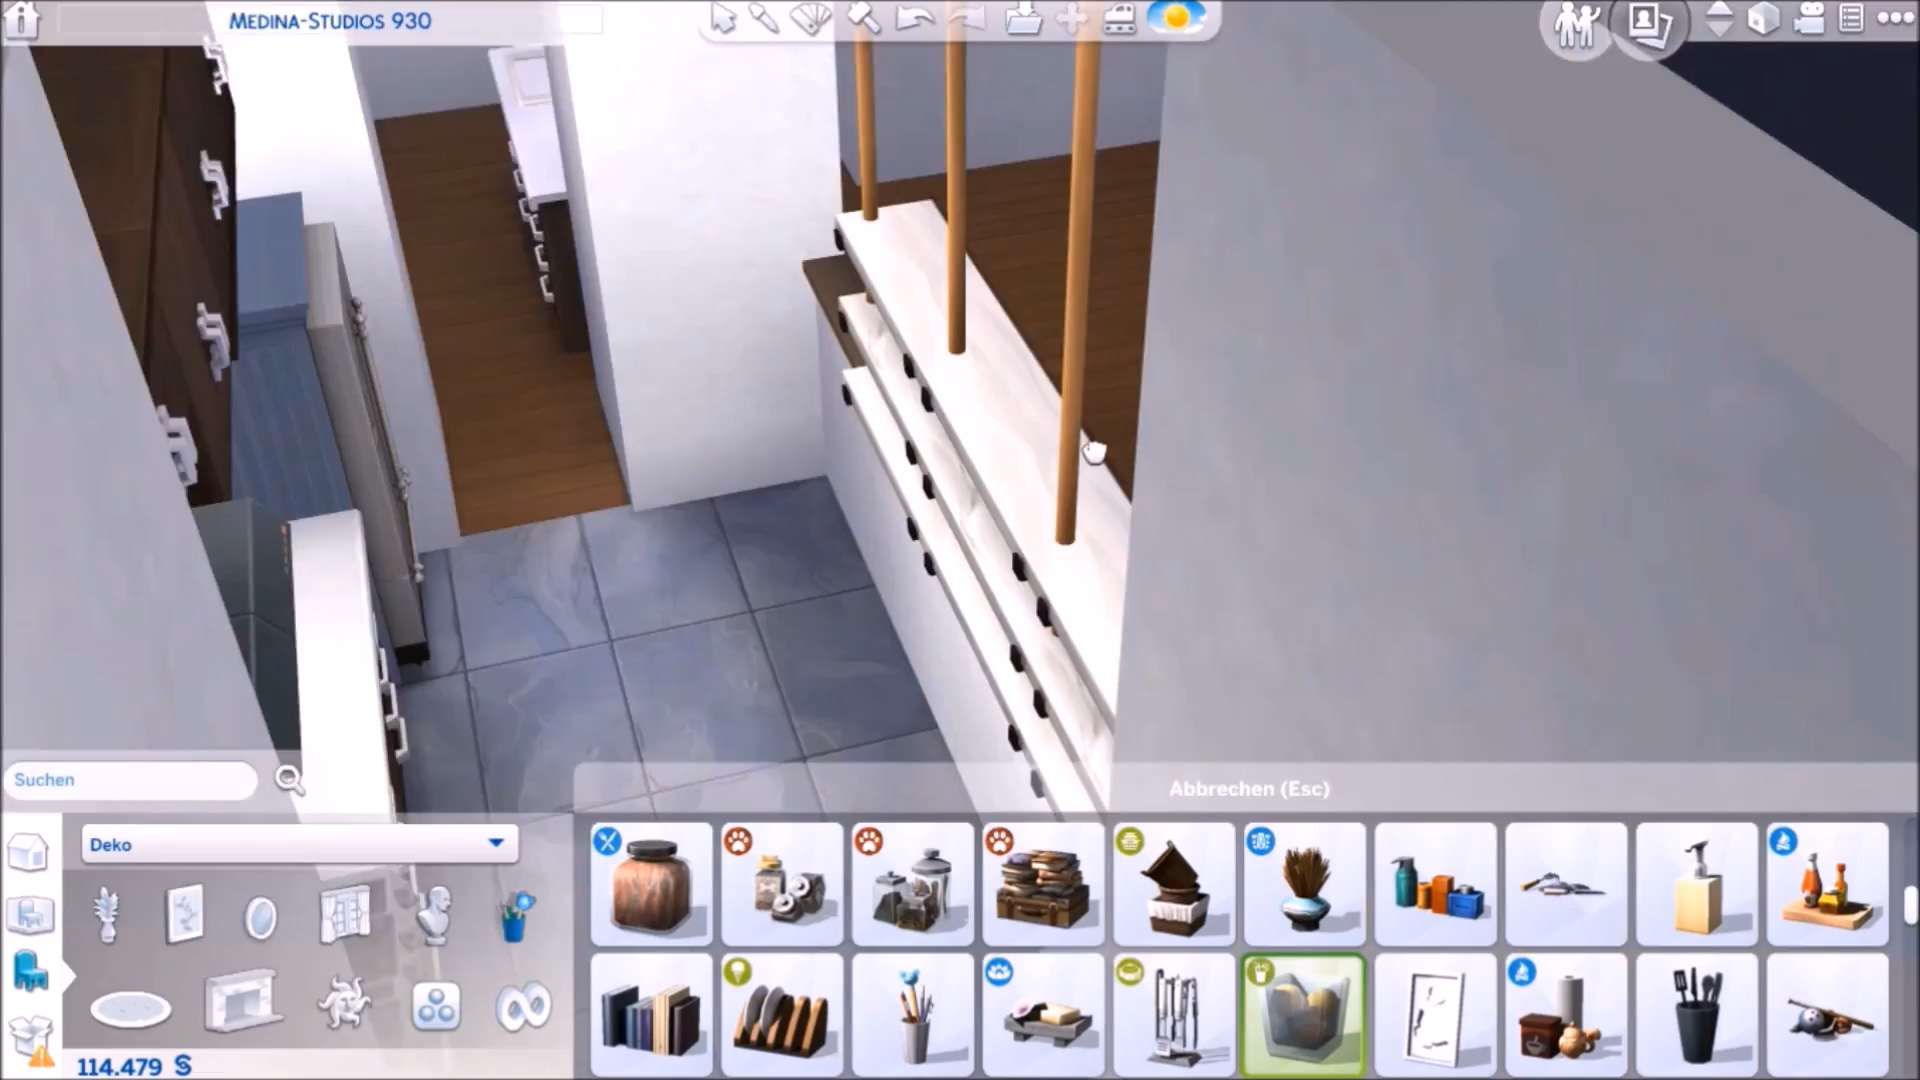 MEDINA-STUDIOS 930
Suchen
Abbrechen (Esc)
Deko
114.479 S